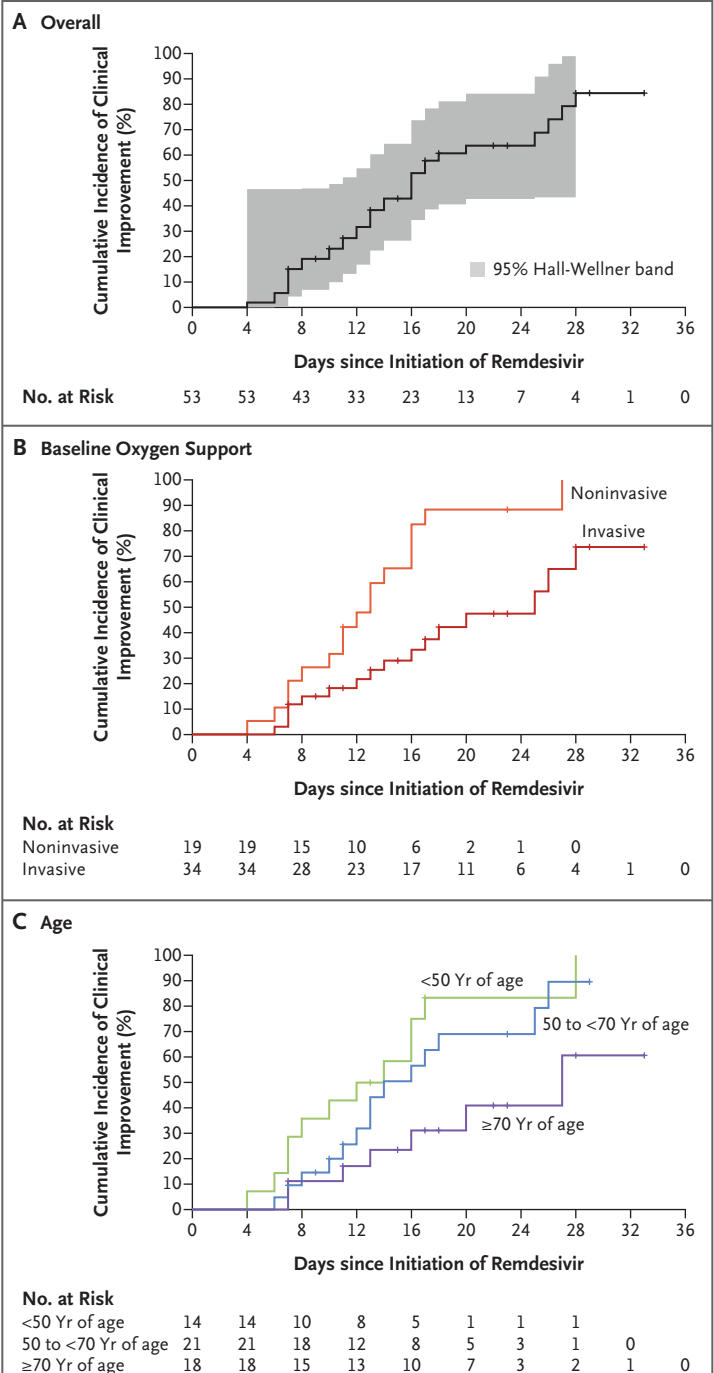 A Overall
Cumulative Incidence of Clinical
Improvement (%)
100
90
80
70
60
50
40
30
20
10
0
95% Hall-Wellner band
0 4 8 12 16 20 24 28 32 36
Days since Initiation of Remdesivir
No. at Risk 53 53 43 33 23 13 7 4 1 0
B Baseline Oxygen Support
Cumulative Incidence of Clinical
Improvement (%)
100
90
80
70
60
50
40
30
20
10
0
Noninvasive
Invasive
0 4 8 12 16 20 24 28 32 36
Days since Initiation of Remdesivir
No. at Risk
Noninvasive 19 19 15 10 6 2 1 0
Invasive 34 34 28 23 17 11 6 4 1 0
C Age
Cumulative Incidence of Clinical
Improvement (%)
100
90
80
70
60
50
40
30
20
10
0
<50 Yr of age
50 to <70 Yr of age
≥70 Yr of age
0 4 8 12 16 20 24 28 32 36
Days since Initiation of Remdesivir
No. at Risk
<50 Yr of age 14 14 10 8 5 1 1 1
50 to <70 Yr of age 21 21 18 12 8 5 3 1 0
≥70 Yr of age 18 18 15 13 10 7 3 2 1 0